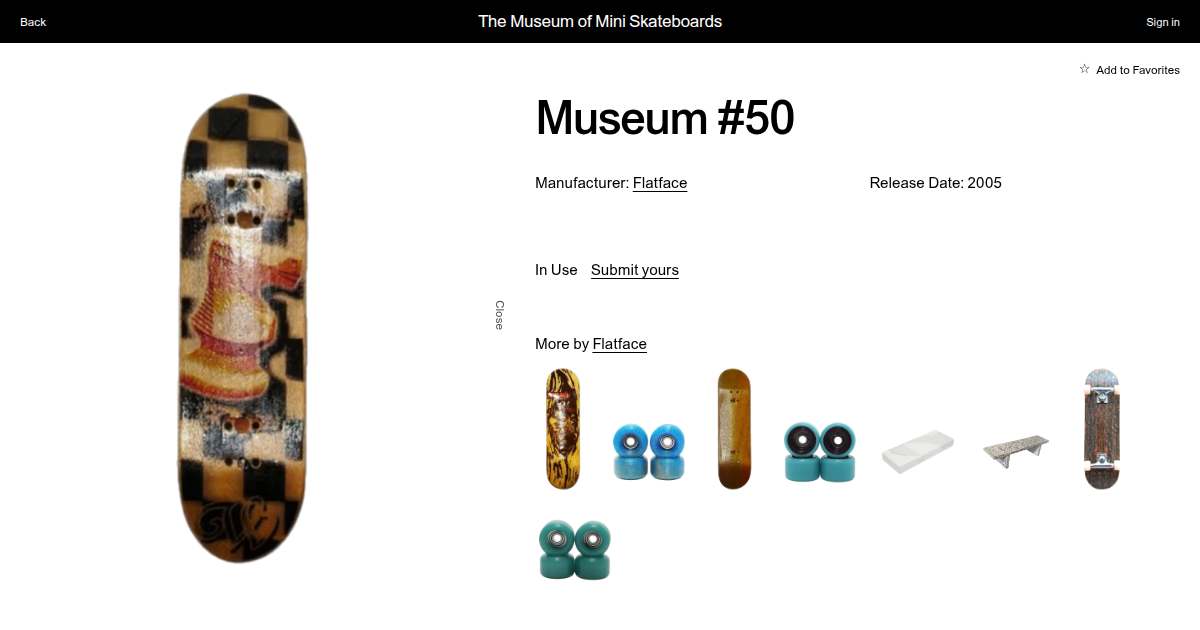 Back
The Museum of Mini Skateboards
Sign in
☆ Add to Favorites
Museum #50
Manufacturer: Flatface
Release Date: 2005
In Use Submit yours
Close
More by Flatface